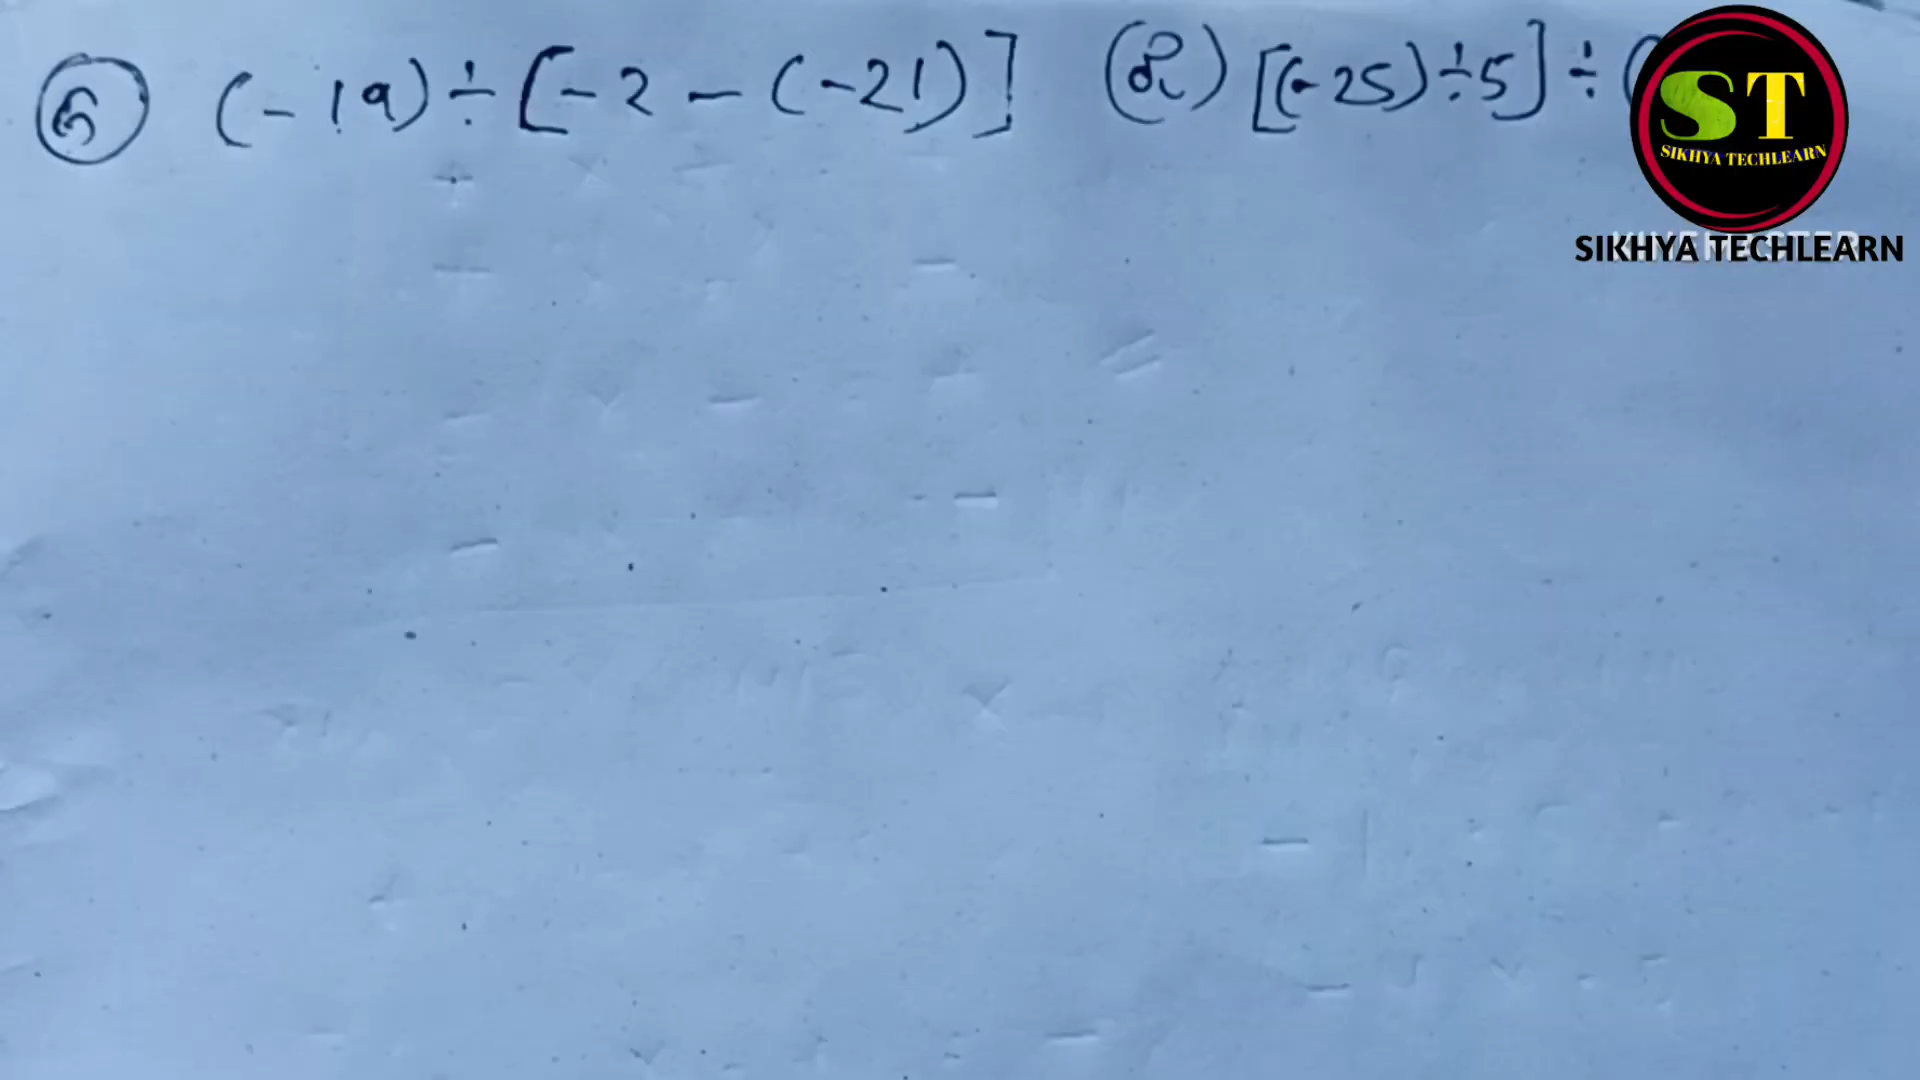 (-19) ÷ [-2 - (-21)] [(-25) ÷ 5] ÷ (
ST
SIKHYA TECHLEARN
SIKHYA TECHLEARN